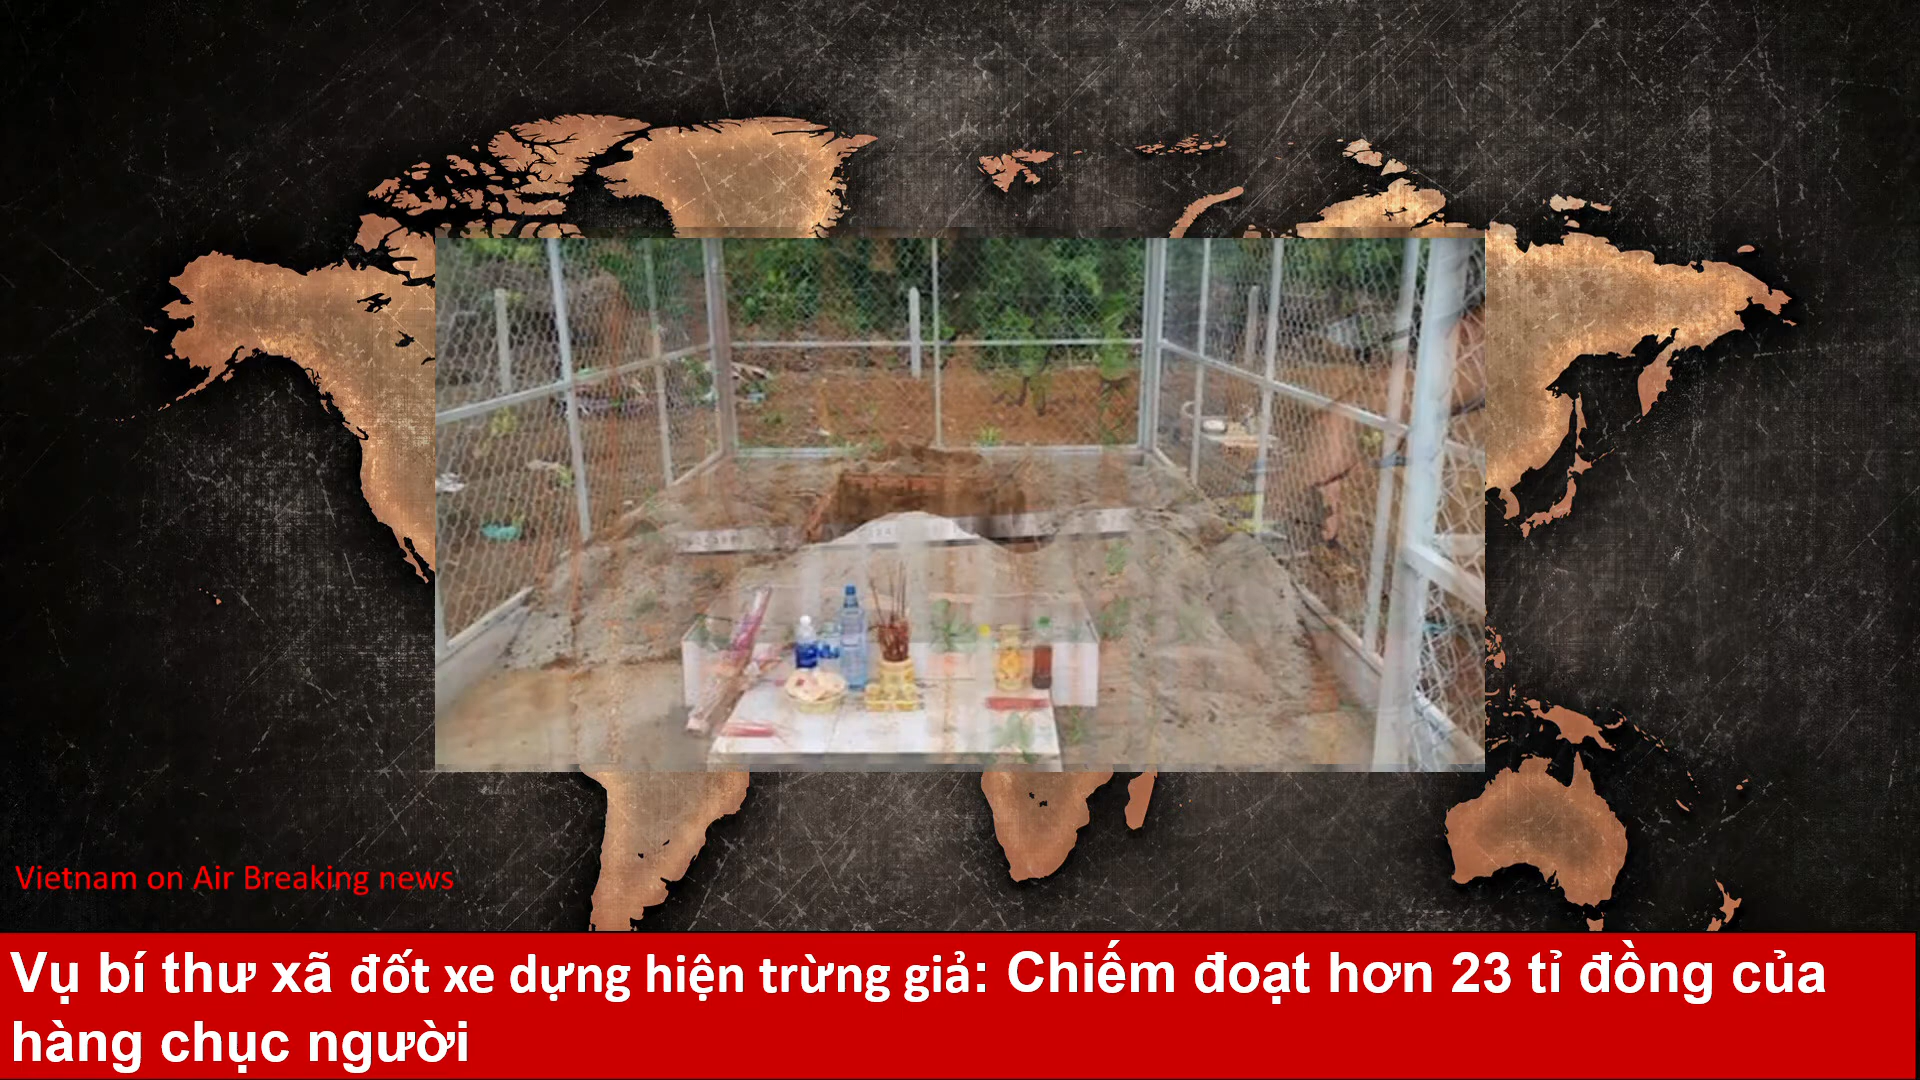 Vietnam on Air Breaking news
Vụ bí thư xã đốt xe dựng hiện trừng giả: Chiếm đoạt hơn 23 tỉ đồng của
hàng chục người